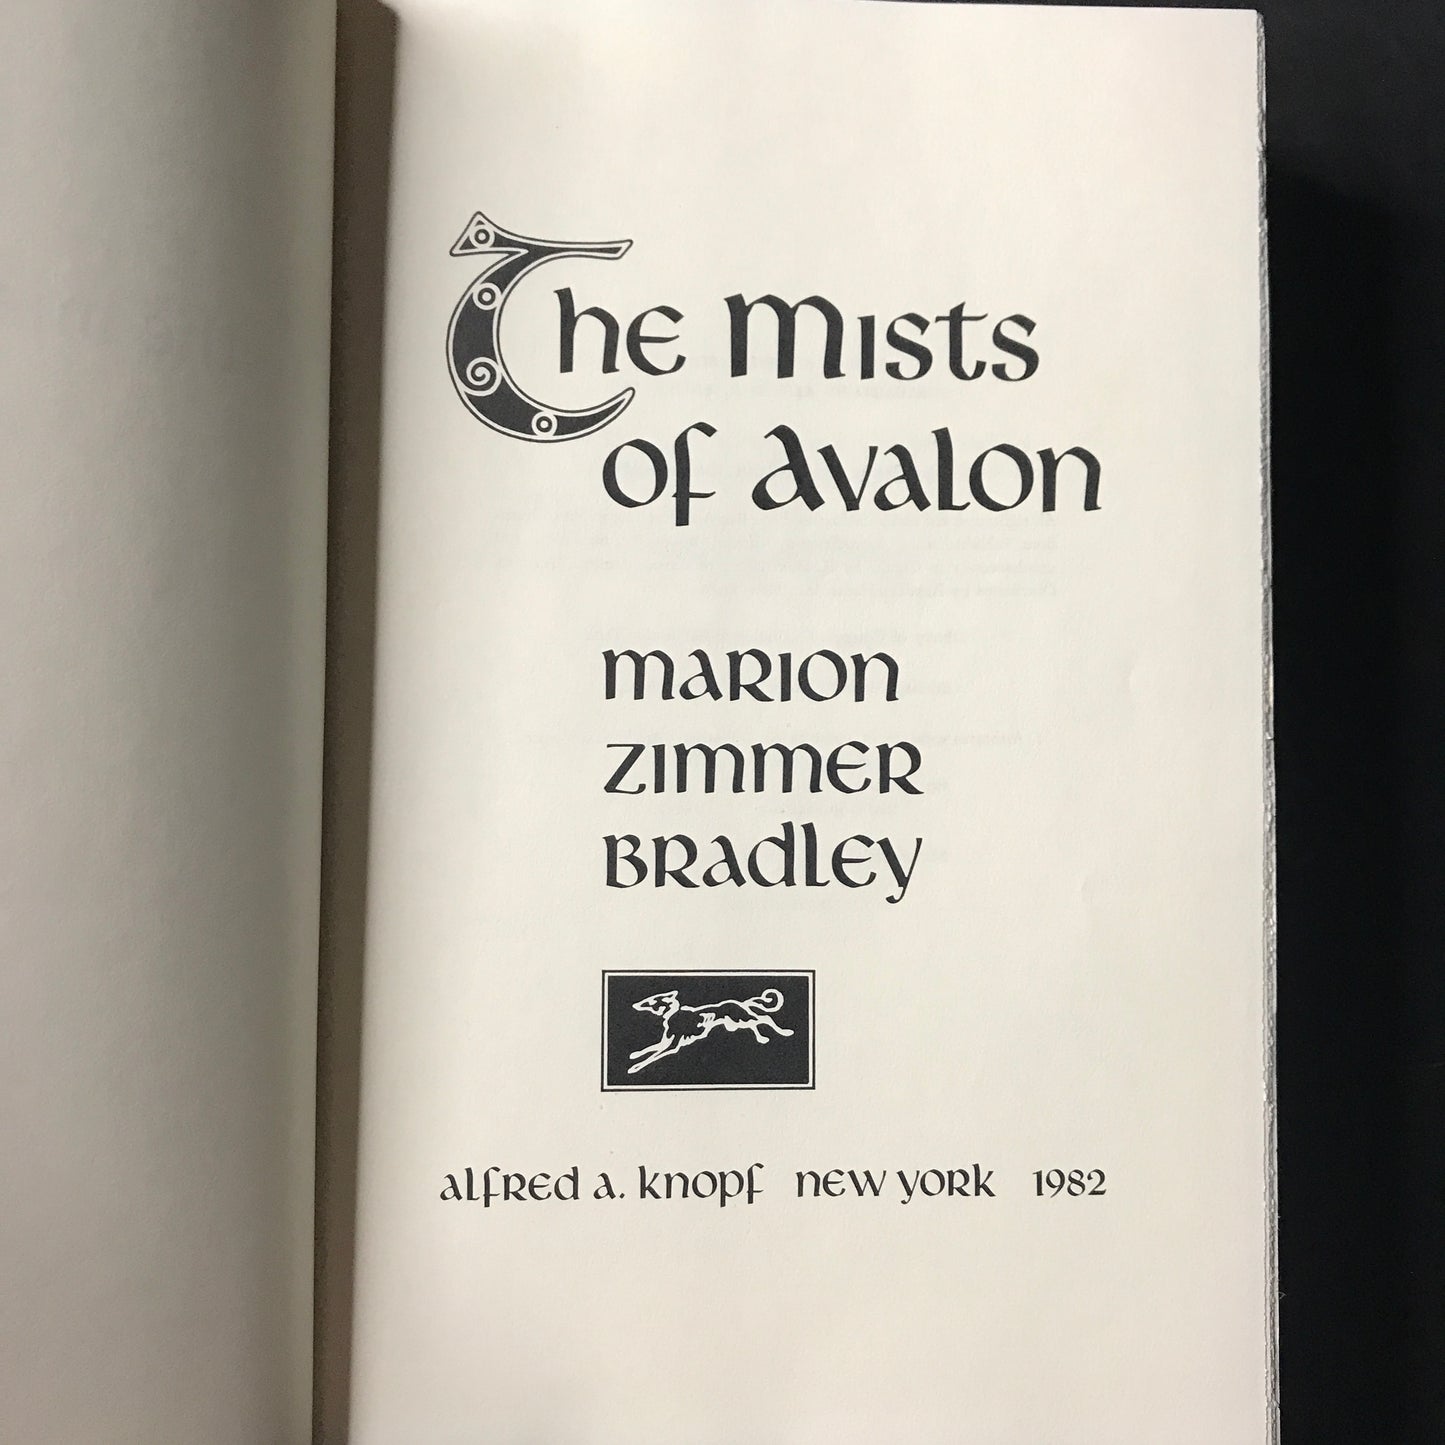 The Mists
of Avalon
Marion
Zimmer
Bradley
Alfred A. Knopf New York 1982